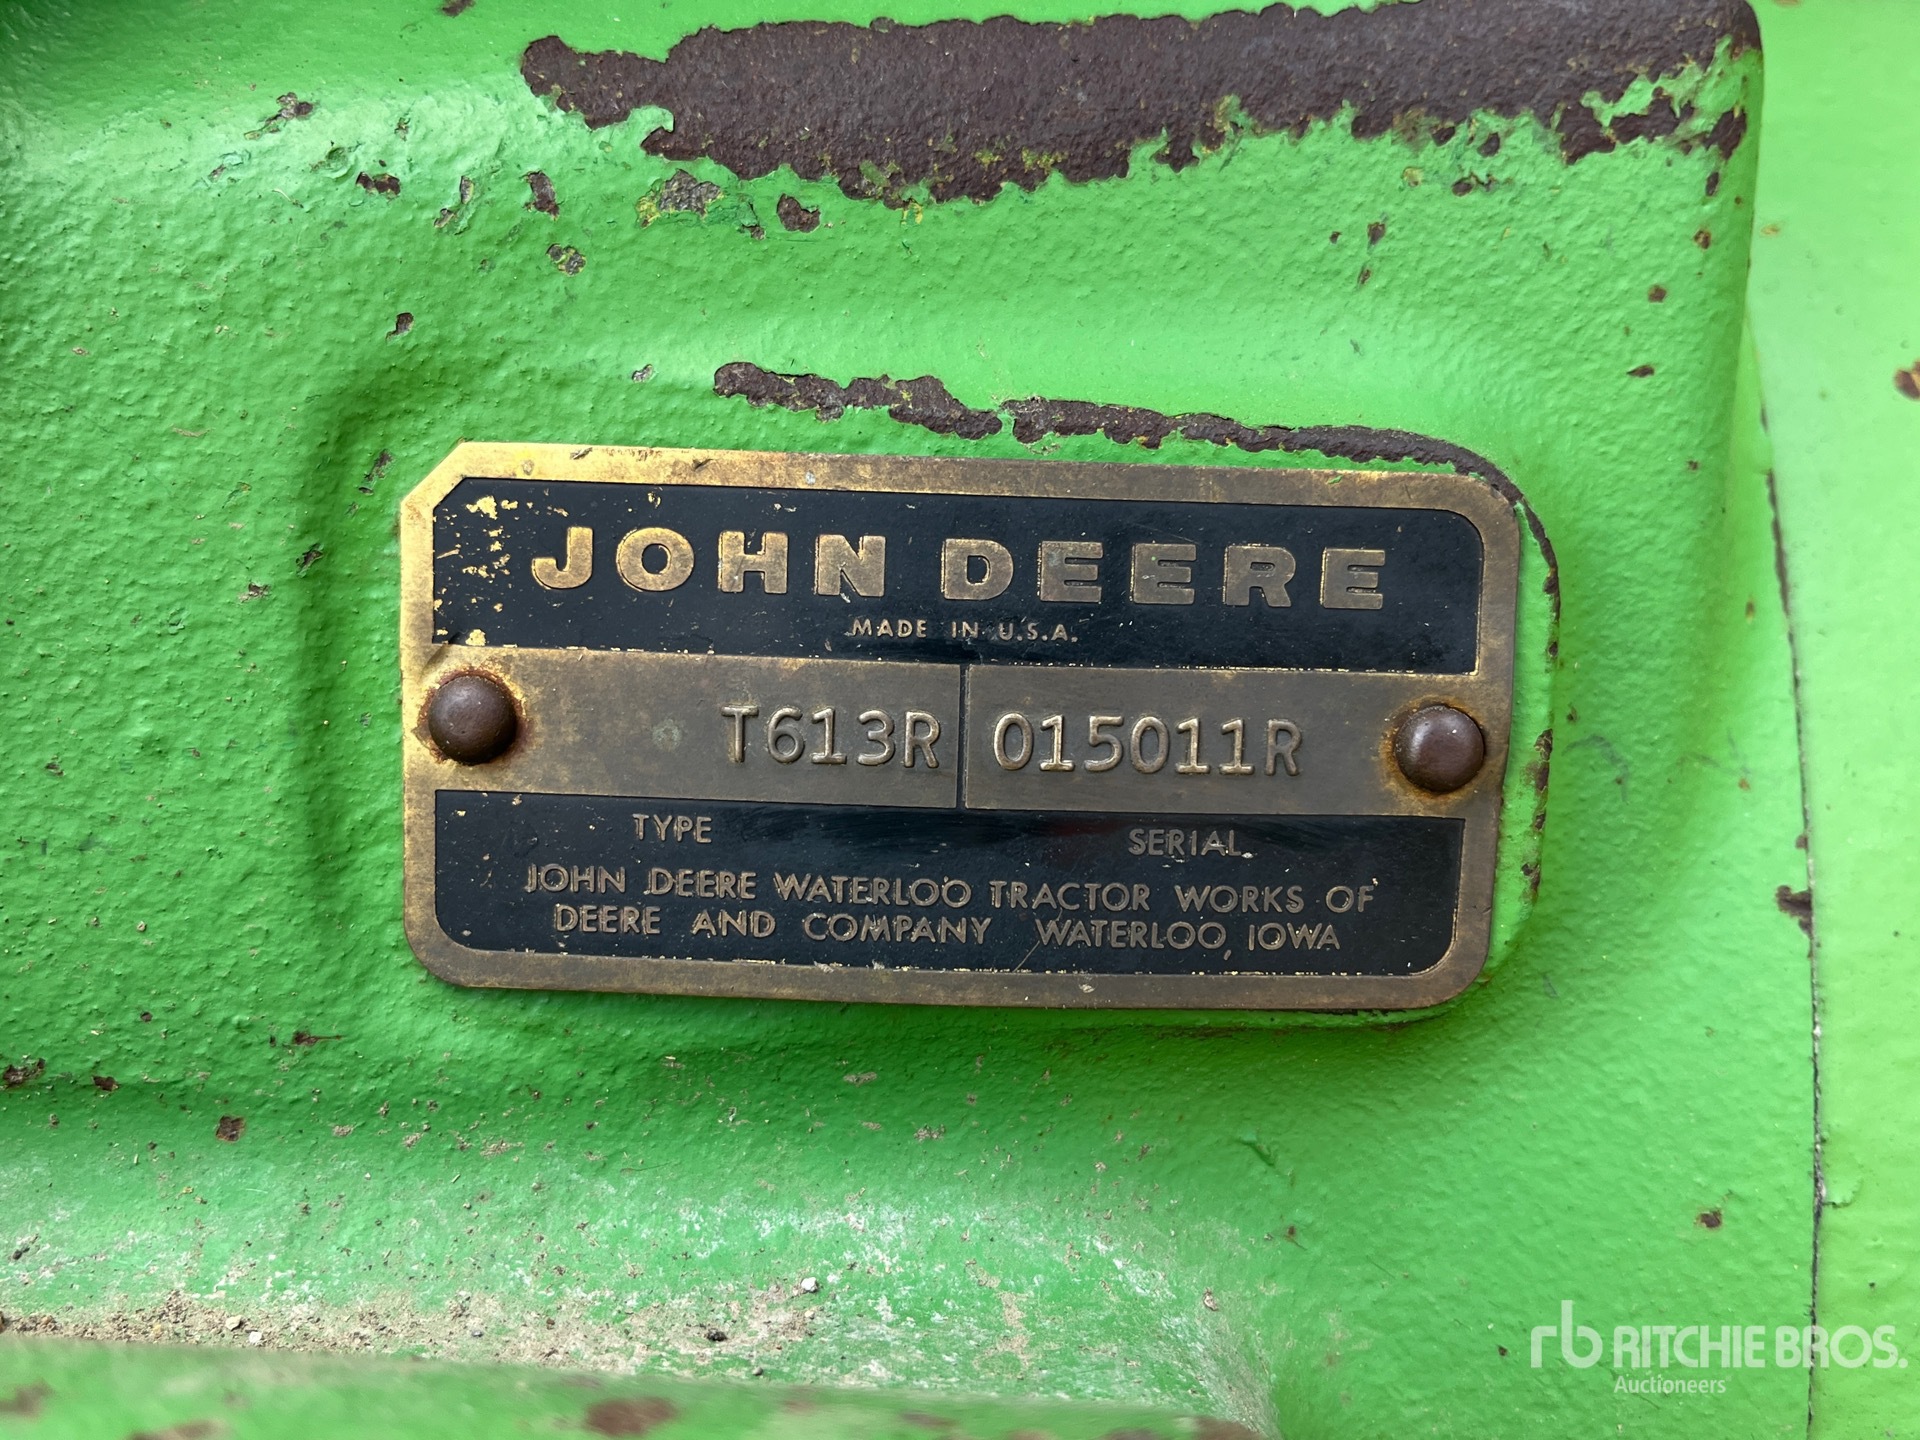 JOHN DEERE
MADE IN U.S.A.
T613R 015011R
TYPE SERIAL
JOHN DEERE WATERLOO TRACTOR WORKS OF
DEERE AND COMPANY WATERLOO, IOWA
rb RITCHIE BROS.
Auctioneers